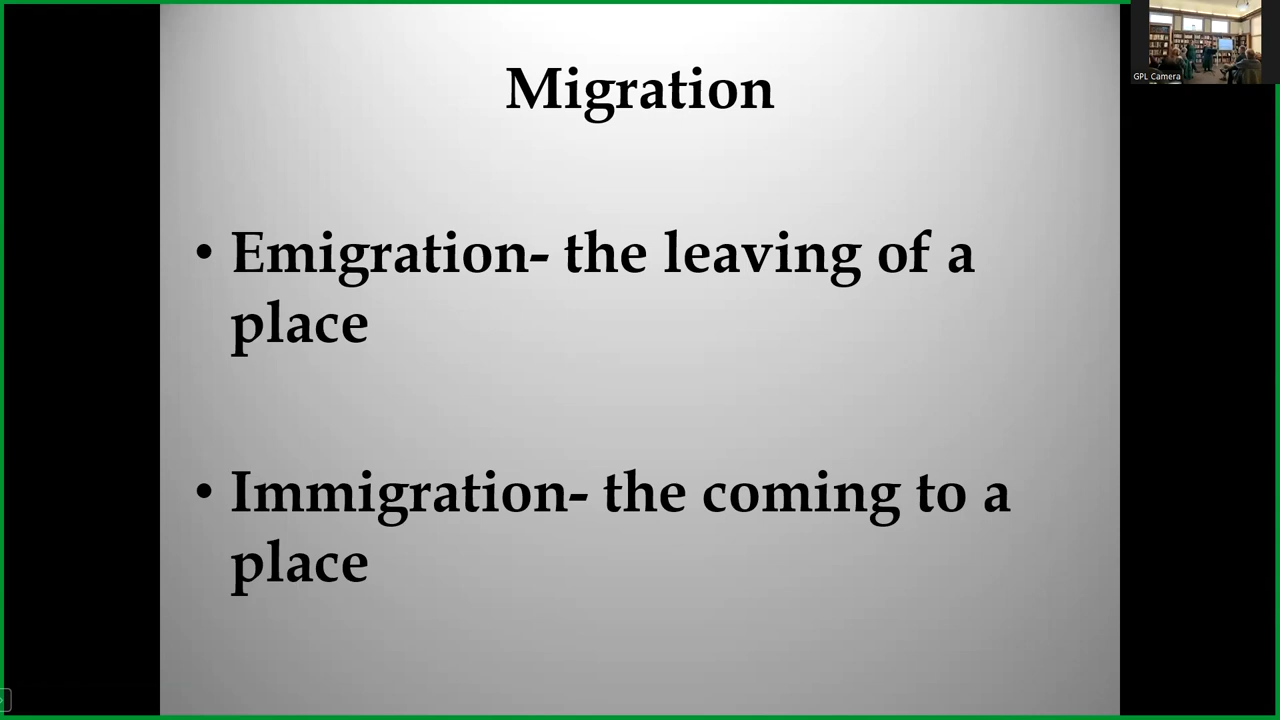 Migration
• Emigration- the leaving of a
place
• Immigration- the coming to a
place
GPL Camera